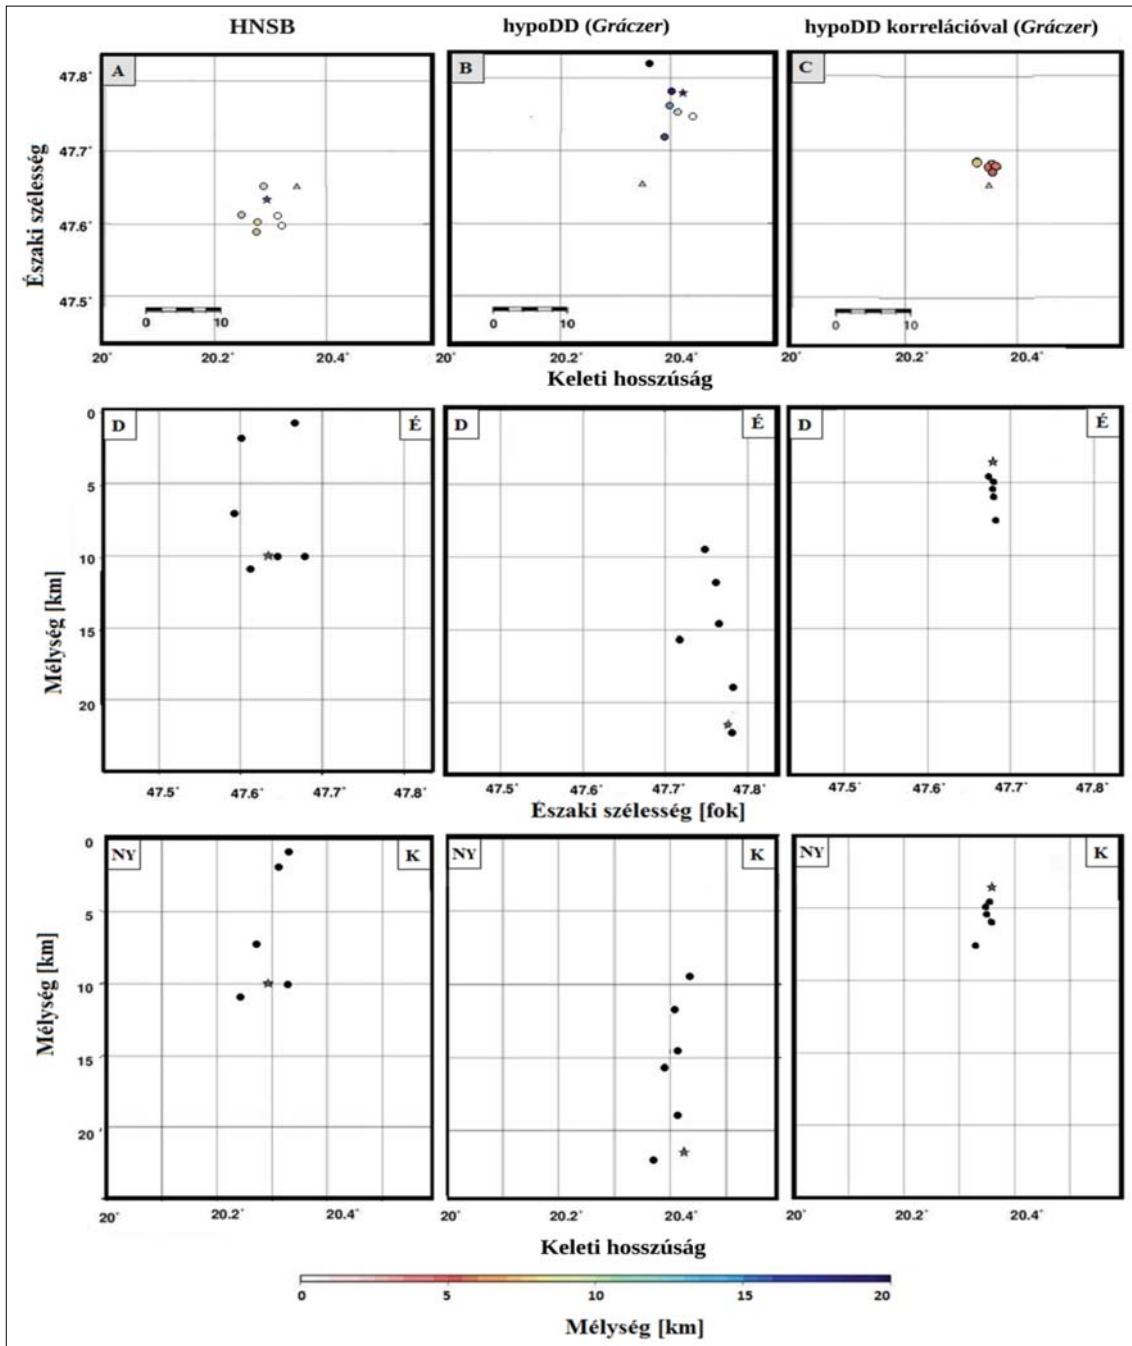 HNSB
hypoDD (Gráczer)
hypoDD korrelációval (Gráczer)
A
B
C
47.8°
47.7°
47.6°
47.5°
Északi szélesség
0 10
0 10
0 10
20° 20.2° 20.4°
20° 20.2° 20.4°
20° 20.2° 20.4°
Keleti hosszúság
D É
D É
D É
0
5
10
15
20
Mélység [km]
47.5° 47.6° 47.7° 47.8°
47.5° 47.6° 47.7° 47.8°
47.5° 47.6° 47.7° 47.8°
Északi szélesség [fok]
NY K
NY K
NY K
0
5
10
15
20
Mélység [km]
20° 20.2° 20.4°
20° 20.2° 20.4°
20° 20.2° 20.4°
Keleti hosszúság
0 5 10 15 20
Mélység [km]